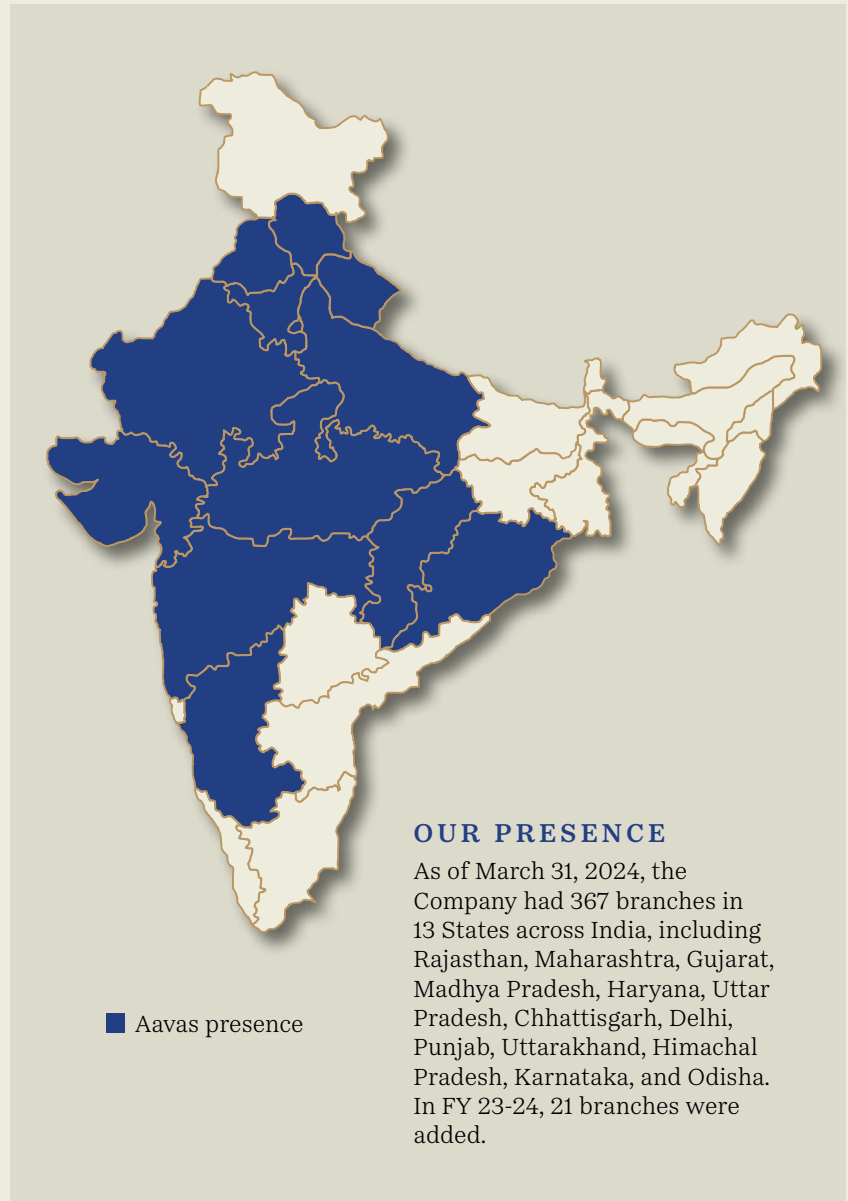 OUR PRESENCE
As of March 31, 2024, the
Company had 367 branches in
13 States across India, including
Rajasthan, Maharashtra, Gujarat,
Madhya Pradesh, Haryana, Uttar
Pradesh, Chhattisgarh, Delhi,
Punjab, Uttarakhand, Himachal
Pradesh, Karnataka, and Odisha.
In FY 23-24, 21 branches were
added.
Aavas presence